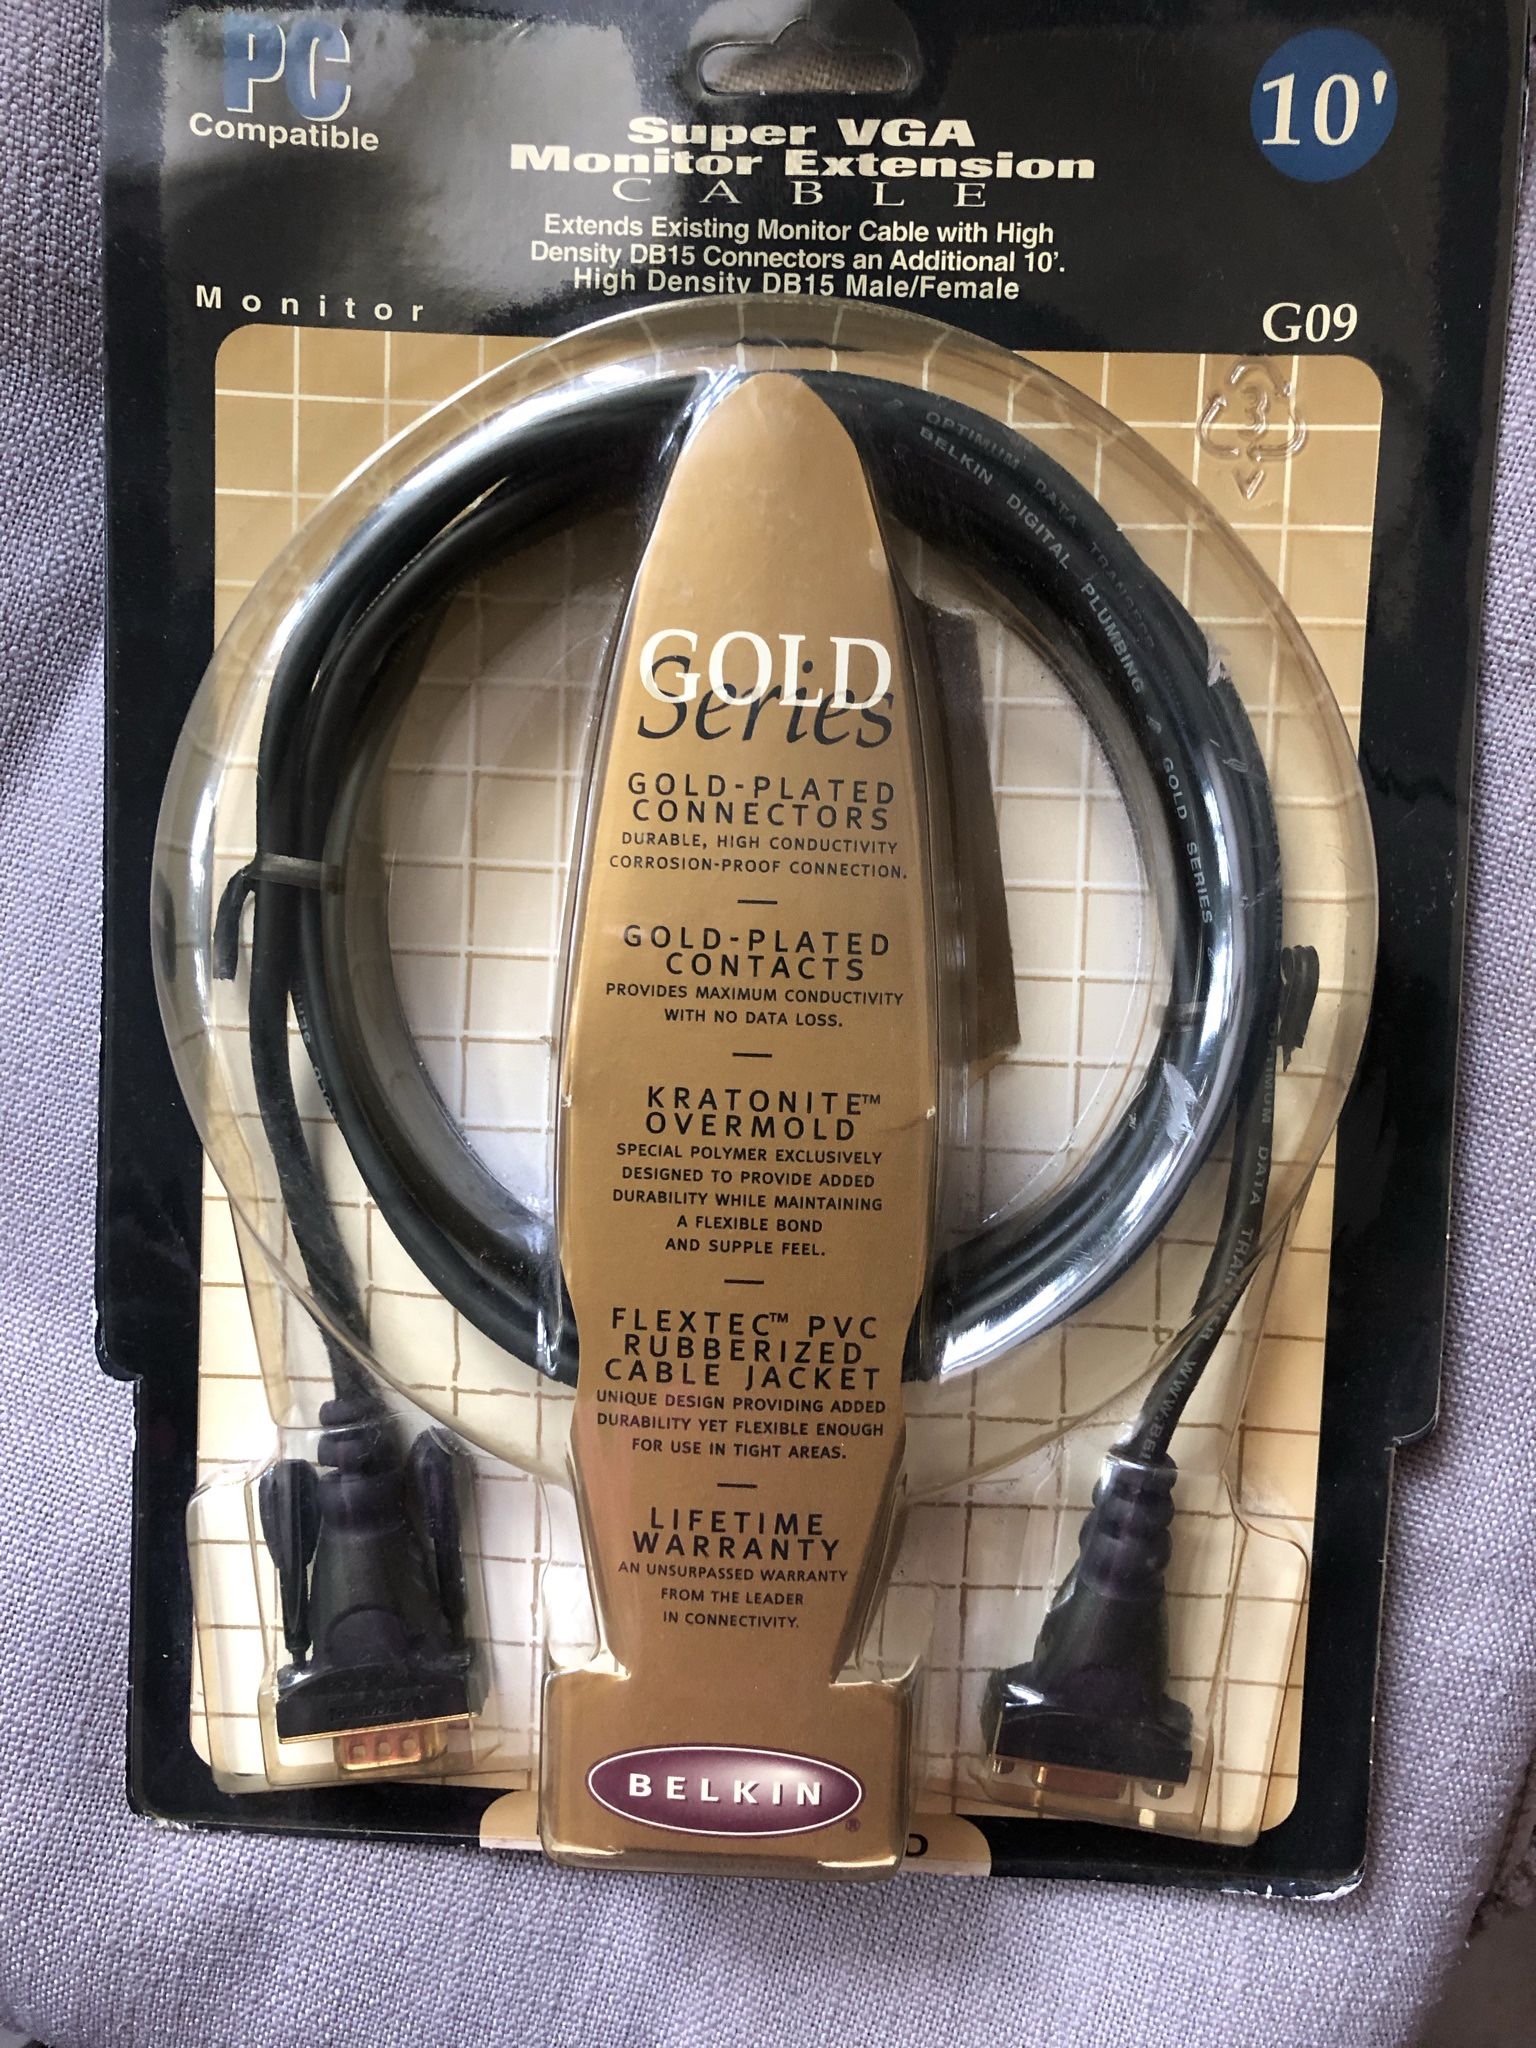 PC
Compatible
10'
Super VGA
Monitor Extension
CABLE
Extends Existing Monitor Cable with High
Density DB15 Connectors an Additional 10'.
High Density DB15 Male/Female
Monitor
G09
3
OPTIMUM DATA TRANSFER
BELKIN DIGITAL PLUMBING GOLD SERIES
GOLD
Series
GOLD-PLATED
CONNECTORS
DURABLE, HIGH CONDUCTIVITY
CORROSION-PROOF CONNECTION.
GOLD-PLATED
CONTACTS
PROVIDES MAXIMUM CONDUCTIVITY
WITH NO DATA LOSS.
KRATONITE™
OVERMOLD
SPECIAL POLYMER EXCLUSIVELY
DESIGNED TO PROVIDE ADDED
DURABILITY WHILE MAINTAINING
A FLEXIBLE BOND
AND SUPPLE FEEL.
FLEXTEC™ PVC
RUBBERIZED
CABLE JACKET
UNIQUE DESIGN PROVIDING ADDED
DURABILITY YET FLEXIBLE ENOUGH
FOR USE IN TIGHT AREAS.
LIFETIME
WARRANTY
AN UNSURPASSED WARRANTY
FROM THE LEADER
IN CONNECTIVITY.
DATA TRANSFER
BELKIN®